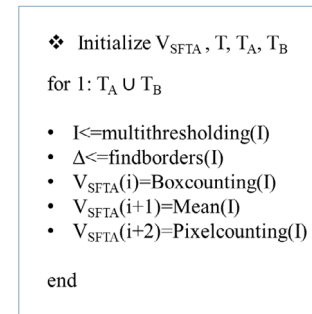 ❖ Initialize V_SFTA , T, T_A, T_B
for 1: T_A ∪ T_B
• I<=multithresholding(I)
• Δ<=findborders(I)
• V_SFTA(i)=Boxcounting(I)
• V_SFTA(i+1)=Mean(I)
• V_SFTA(i+2)=Pixelcounting(I)
end